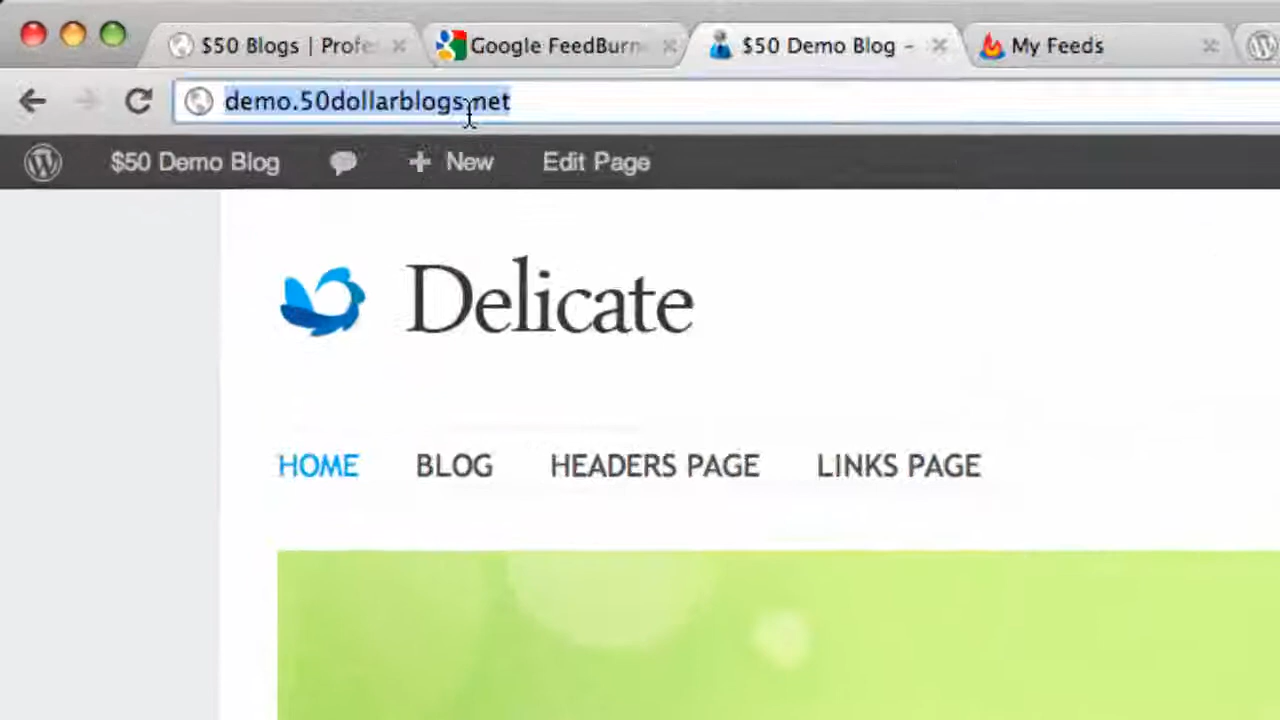 $50 Blogs | Profe
Google FeedBurn
$50 Demo Blog -
My Feeds
demo.50dollarblogs.net
$50 Demo Blog
+ New
Edit Page
Delicate
HOME
BLOG
HEADERS PAGE
LINKS PAGE